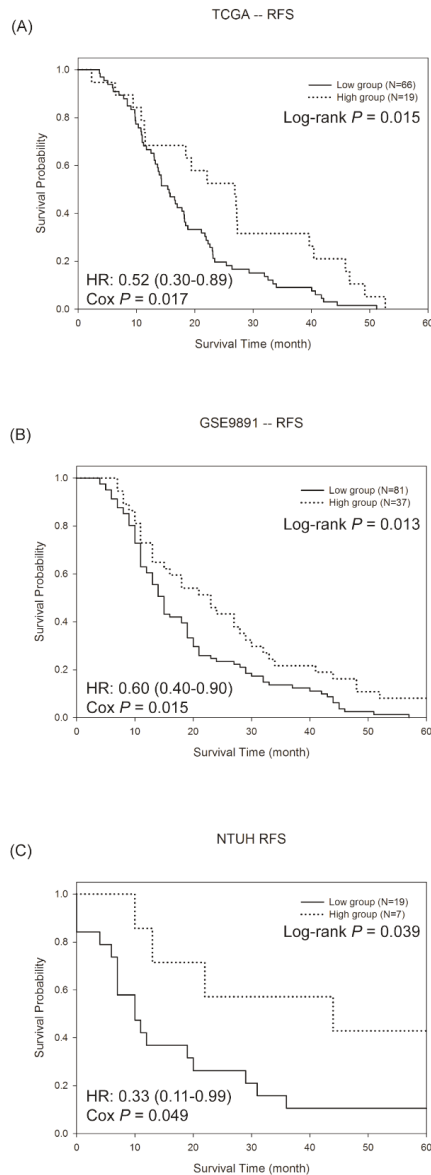 (A)
TCGA -- RFS
Low group (N=66)
High group (N=19)
Log-rank P = 0.015
HR: 0.52 (0.30-0.89)
Cox P = 0.017
Survival Probability
1.0
0.8
0.6
0.4
0.2
0.0
0 10 20 30 40 50 60
Survival Time (month)
(B)
GSE9891 -- RFS
Low group (N=81)
High group (N=37)
Log-rank P = 0.013
HR: 0.60 (0.40-0.90)
Cox P = 0.015
Survival Probability
1.0
0.8
0.6
0.4
0.2
0.0
0 10 20 30 40 50 60
Survival Time (month)
(C)
NTUH RFS
Low group (N=19)
High group (N=7)
Log-rank P = 0.039
HR: 0.33 (0.11-0.99)
Cox P = 0.049
Survival Probability
1.0
0.8
0.6
0.4
0.2
0.0
0 10 20 30 40 50 60
Survival Time (month)